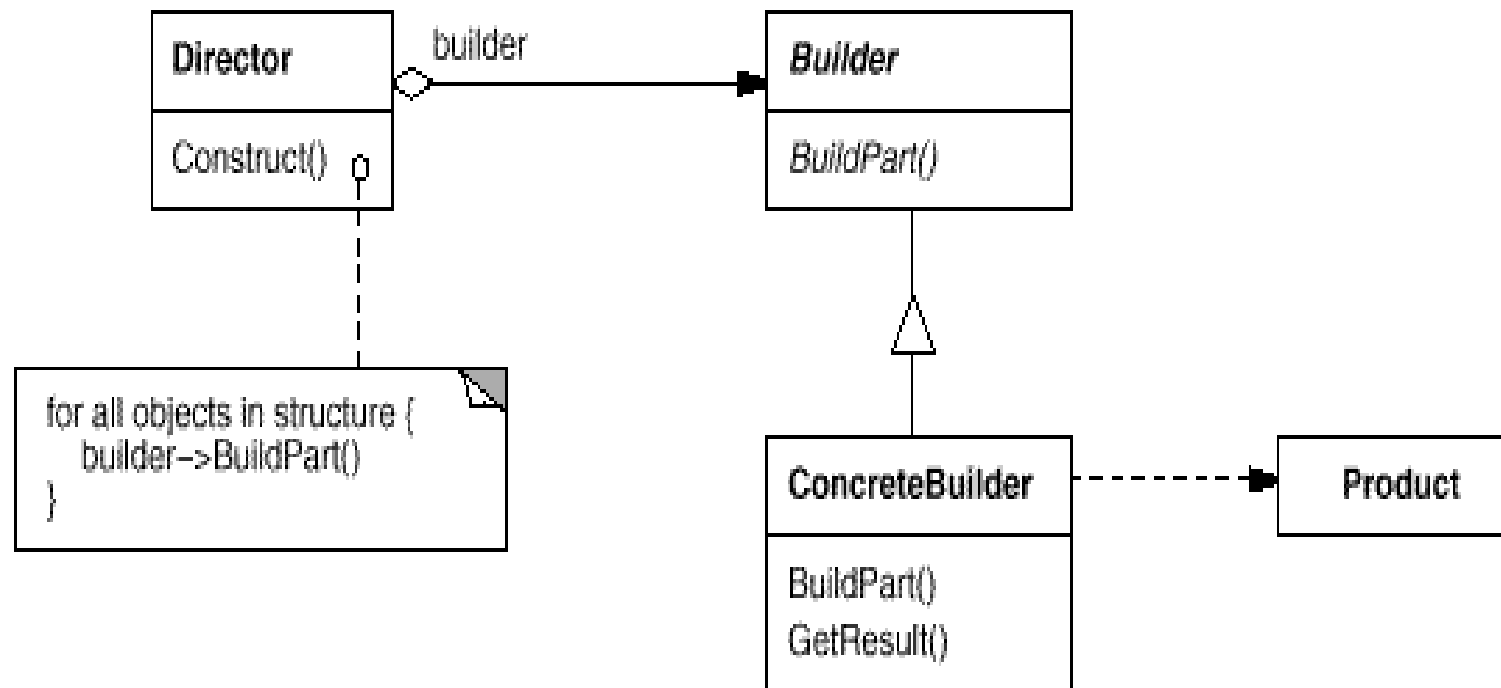 Director
builder
Builder
Construct()
BuildPart()
for all objects in structure {
builder->BuildPart()
}
ConcreteBuilder
Product
BuildPart()
GetResult()